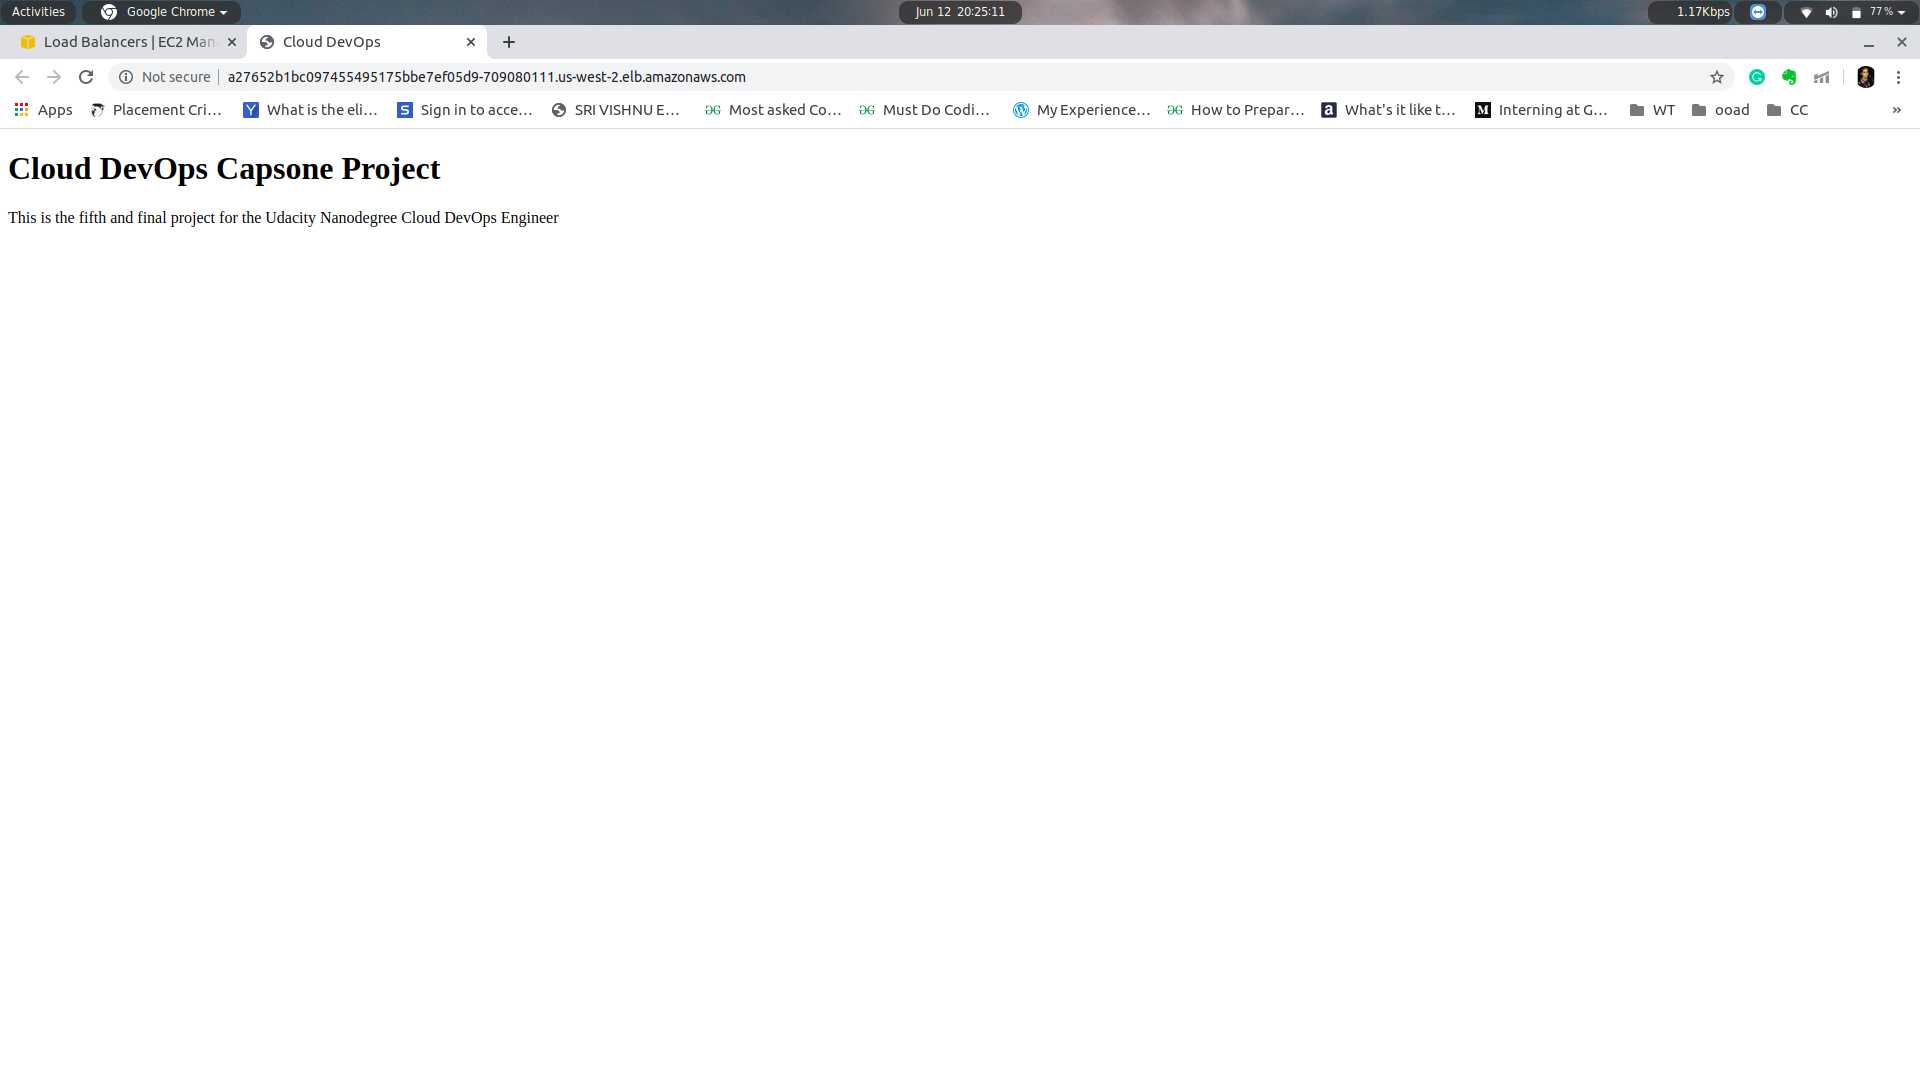 Activities Google Chrome Jun 12 20:25:11 1.17Kbps 77%
Load Balancers | EC2 Man Cloud DevOps
Not secure a27652b1bc097455495175bbe7ef05d9-709080111.us-west-2.elb.amazonaws.com
Apps Placement Cri... Y What is the eli... S Sign in to acce... SRI VISHNU E... Most asked Co... Must Do Codi... My Experience... How to Prepar... a What's it like t... M Interning at G... WT ooad CC »
Cloud DevOps Capsone Project
This is the fifth and final project for the Udacity Nanodegree Cloud DevOps Engineer